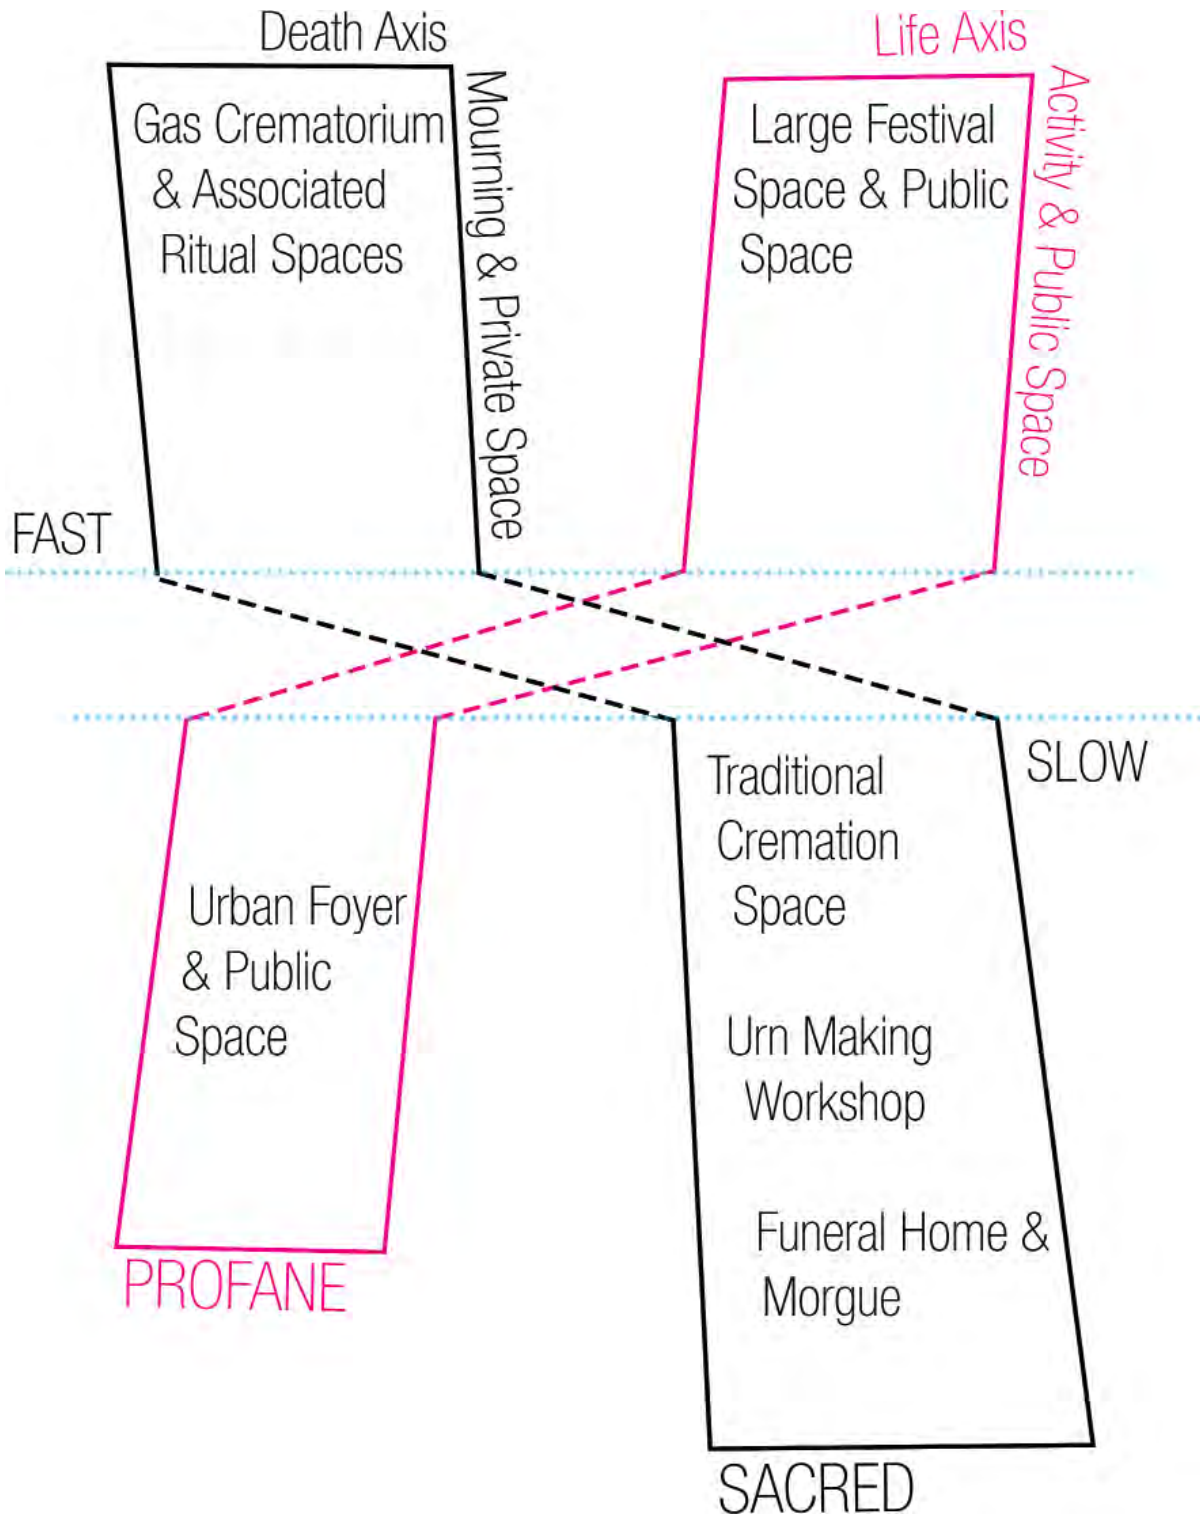 Death Axis
Life Axis
Gas Crematorium
& Associated
Ritual Spaces
Mourning & Private Space
Large Festival
Space & Public
Space
Activity & Public Space
FAST
SLOW
Urban Foyer
& Public
Space
Traditional
Cremation
Space
Urn Making
Workshop
Funeral Home &
Morgue
PROFANE
SACRED